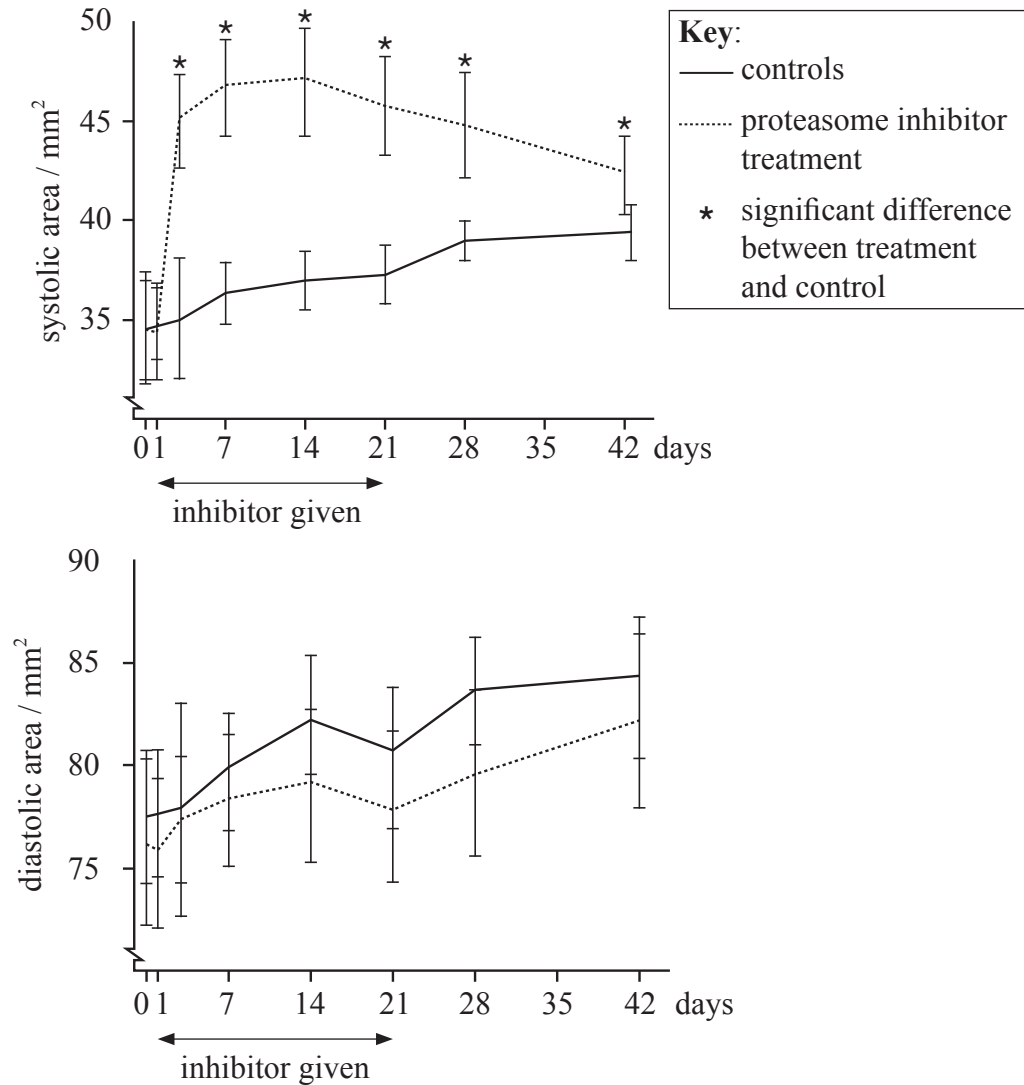 50
45
40
35
systolic area / mm²
0 1 7 14 21 28 35 42 days
inhibitor given
Key:
controls
proteasome inhibitor
treatment
* significant difference
between treatment
and control
* * * * * *
90
85
80
75
diastolic area / mm²
0 1 7 14 21 28 35 42 days
inhibitor given